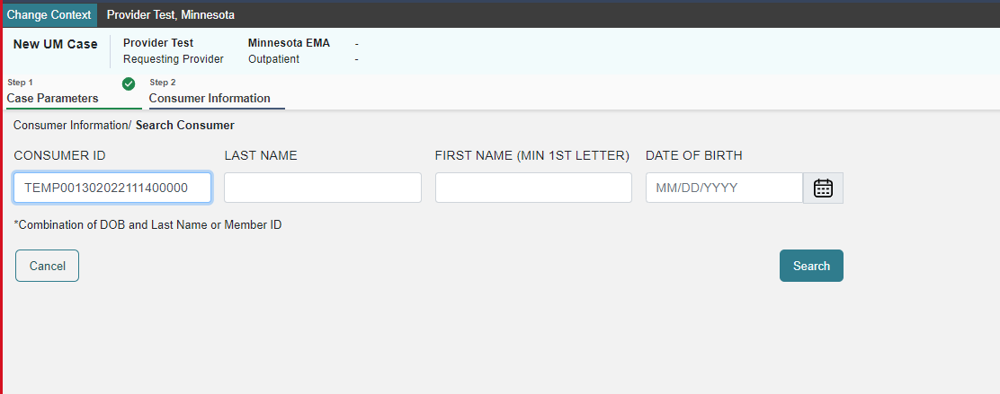 Change Context Provider Test, Minnesota
New UM Case Provider Test Minnesota EMA -
Requesting Provider Outpatient -
Step 1 Step 2
Case Parameters Consumer Information
Consumer Information/ Search Consumer
CONSUMER ID LAST NAME FIRST NAME (MIN 1ST LETTER) DATE OF BIRTH
TEMP001302022111400000 MM/DD/YYYY
*Combination of DOB and Last Name or Member ID
Cancel Search